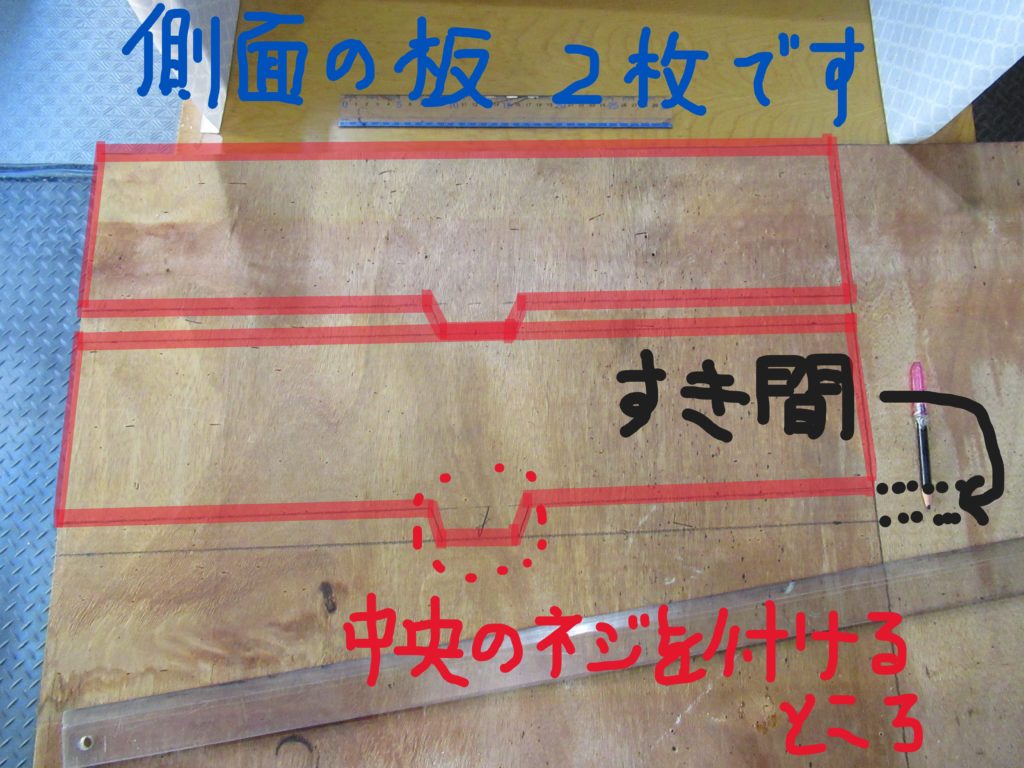 側面の板 2枚です
すき間
中央のネジを付ける
ところ